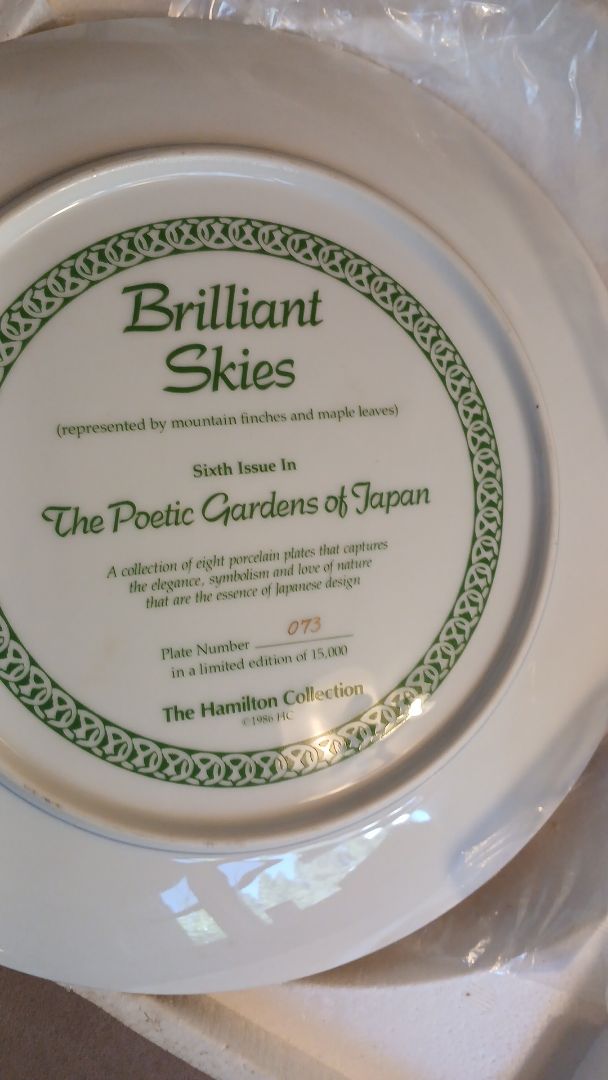 Brilliant
Skies
(represented by mountain finches and maple leaves)
Sixth Issue In
The Poetic Gardens of Japan
A collection of eight porcelain plates that captures
the elegance, symbolism and love of nature
that are the essence of Japanese design
Plate Number 073
in a limited edition of 15,000
The Hamilton Collection
©1986 HC